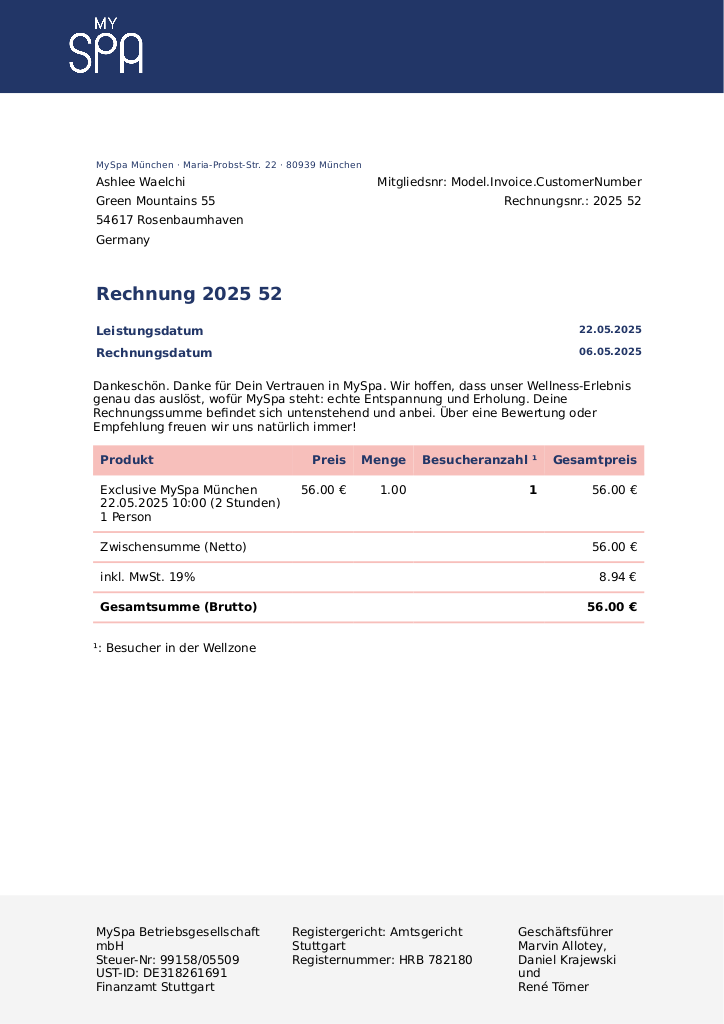 MY
SPA
MySpa München · Maria-Probst-Str. 22 · 80939 München
Ashlee Waelchi
Green Mountains 55
54617 Rosenbaumhaven
Germany
Mitgliedsnr: Model.Invoice.CustomerNumber
Rechnungsnr.: 2025 52
Rechnung 2025 52
Leistungsdatum 22.05.2025
Rechnungsdatum 06.05.2025
Dankeschön. Danke für Dein Vertrauen in MySpa. Wir hoffen, dass unser Wellness-Erlebnis
genau das auslöst, wofür MySpa steht: echte Entspannung und Erholung. Deine
Rechnungssumme befindet sich untenstehend und anbei. Über eine Bewertung oder
Empfehlung freuen wir uns natürlich immer!
Produkt Preis Menge Besucheranzahl ¹ Gesamtpreis
Exclusive MySpa München 56.00 € 1.00 1 56.00 €
22.05.2025 10:00 (2 Stunden)
1 Person
Zwischensumme (Netto) 56.00 €
inkl. MwSt. 19% 8.94 €
Gesamtsumme (Brutto) 56.00 €
¹: Besucher in der Wellzone
MySpa Betriebsgesellschaft
mbH
Steuer-Nr: 99158/05509
UST-ID: DE318261691
Finanzamt Stuttgart
Registergericht: Amtsgericht
Stuttgart
Registernummer: HRB 782180
Geschäftsführer
Marvin Allotey,
Daniel Krajewski
und
René Tömer